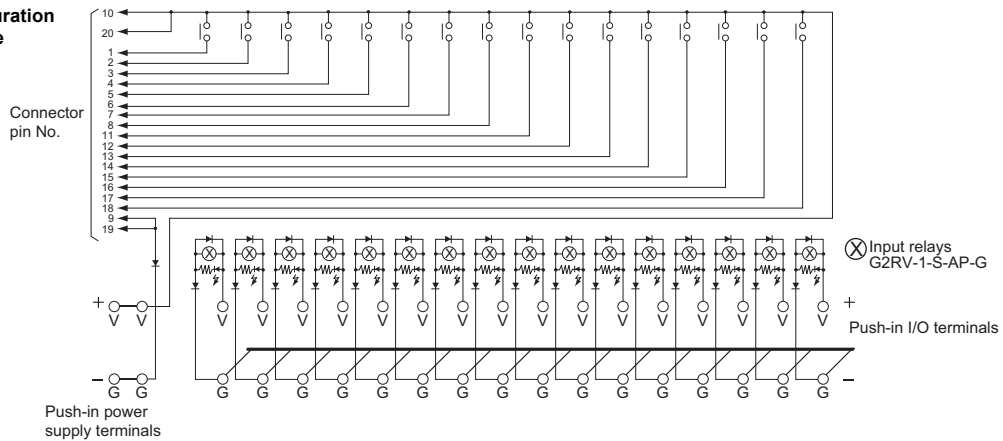 uration
e
Connector
pin No.
10
20
1
2
3
4
5
6
7
8
11
12
13
14
15
16
17
18
9
19
Input relays
G2RV-1-S-AP-G
+ V V
V V V V V V V V V V V V V V V V +
Push-in I/O terminals
− G G
G G G G G G G G G G G G G G G G −
Push-in power
supply terminals